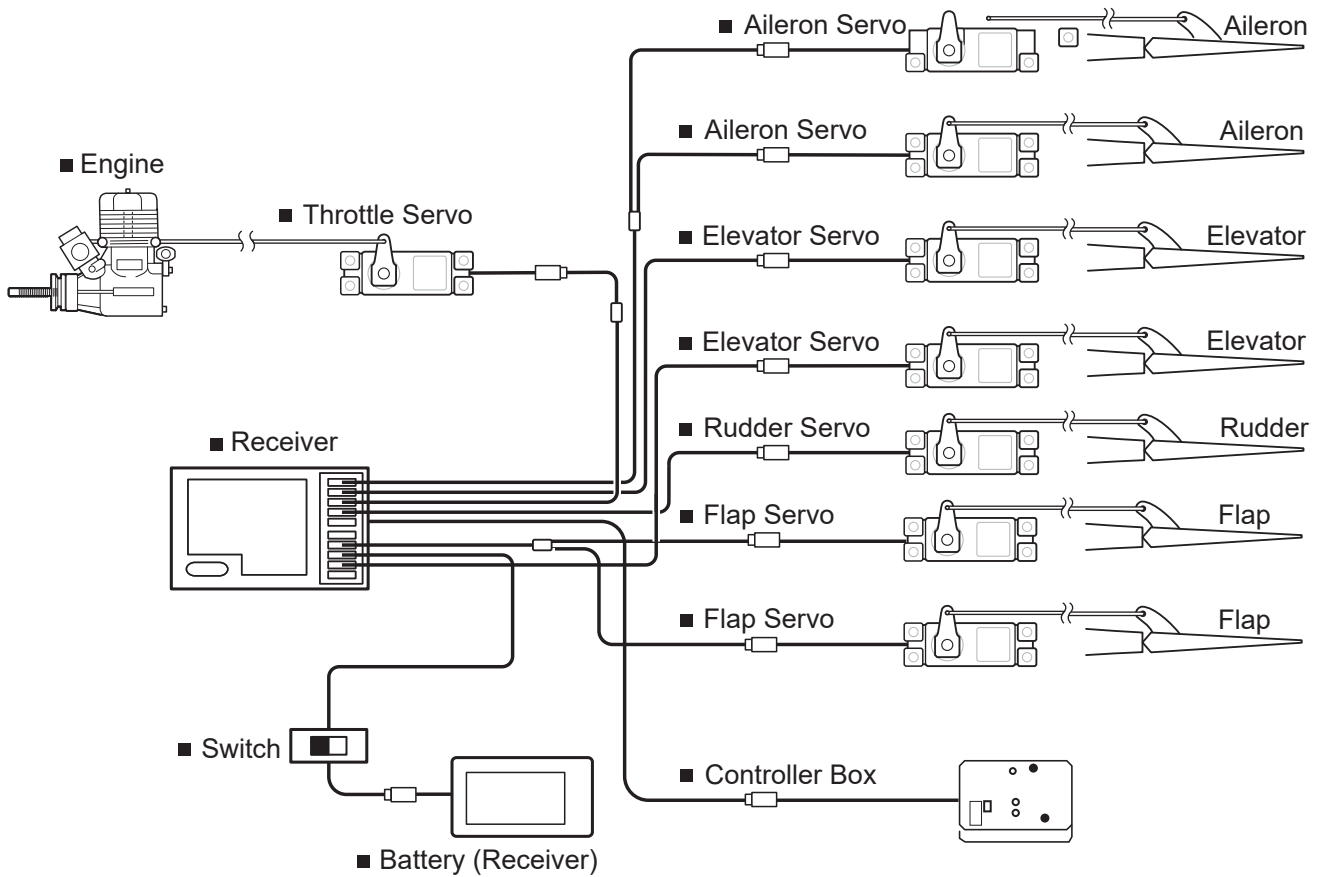 ■ Aileron Servo
Aileron
■ Aileron Servo
Aileron
■ Engine
■ Throttle Servo
■ Elevator Servo
Elevator
■ Elevator Servo
Elevator
■ Receiver
■ Rudder Servo
Rudder
■ Flap Servo
Flap
■ Flap Servo
Flap
■ Switch
■ Controller Box
■ Battery (Receiver)